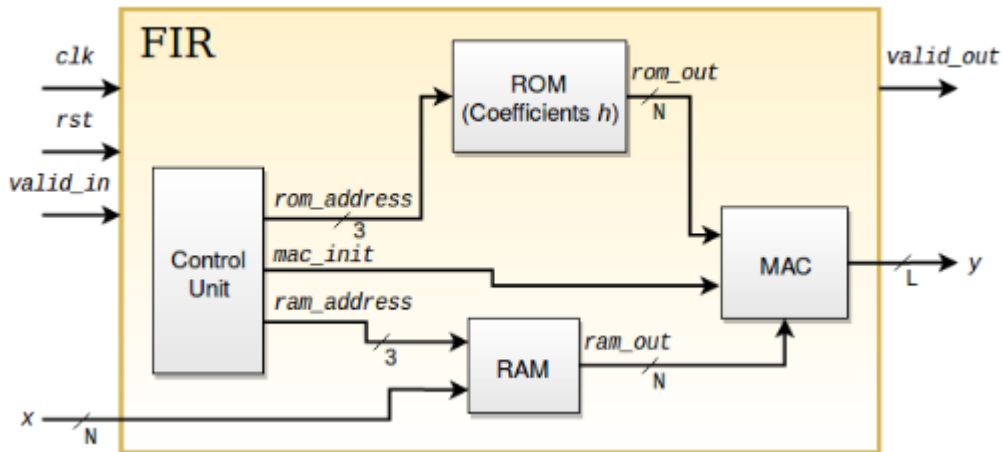 FIR
clk
rst
valid_in
x
N
Control
Unit
rom_address
3
mac_init
ram_address
3
ROM
(Coefficients h)
rom_out
N
RAM
ram_out
N
MAC
valid_out
y
L